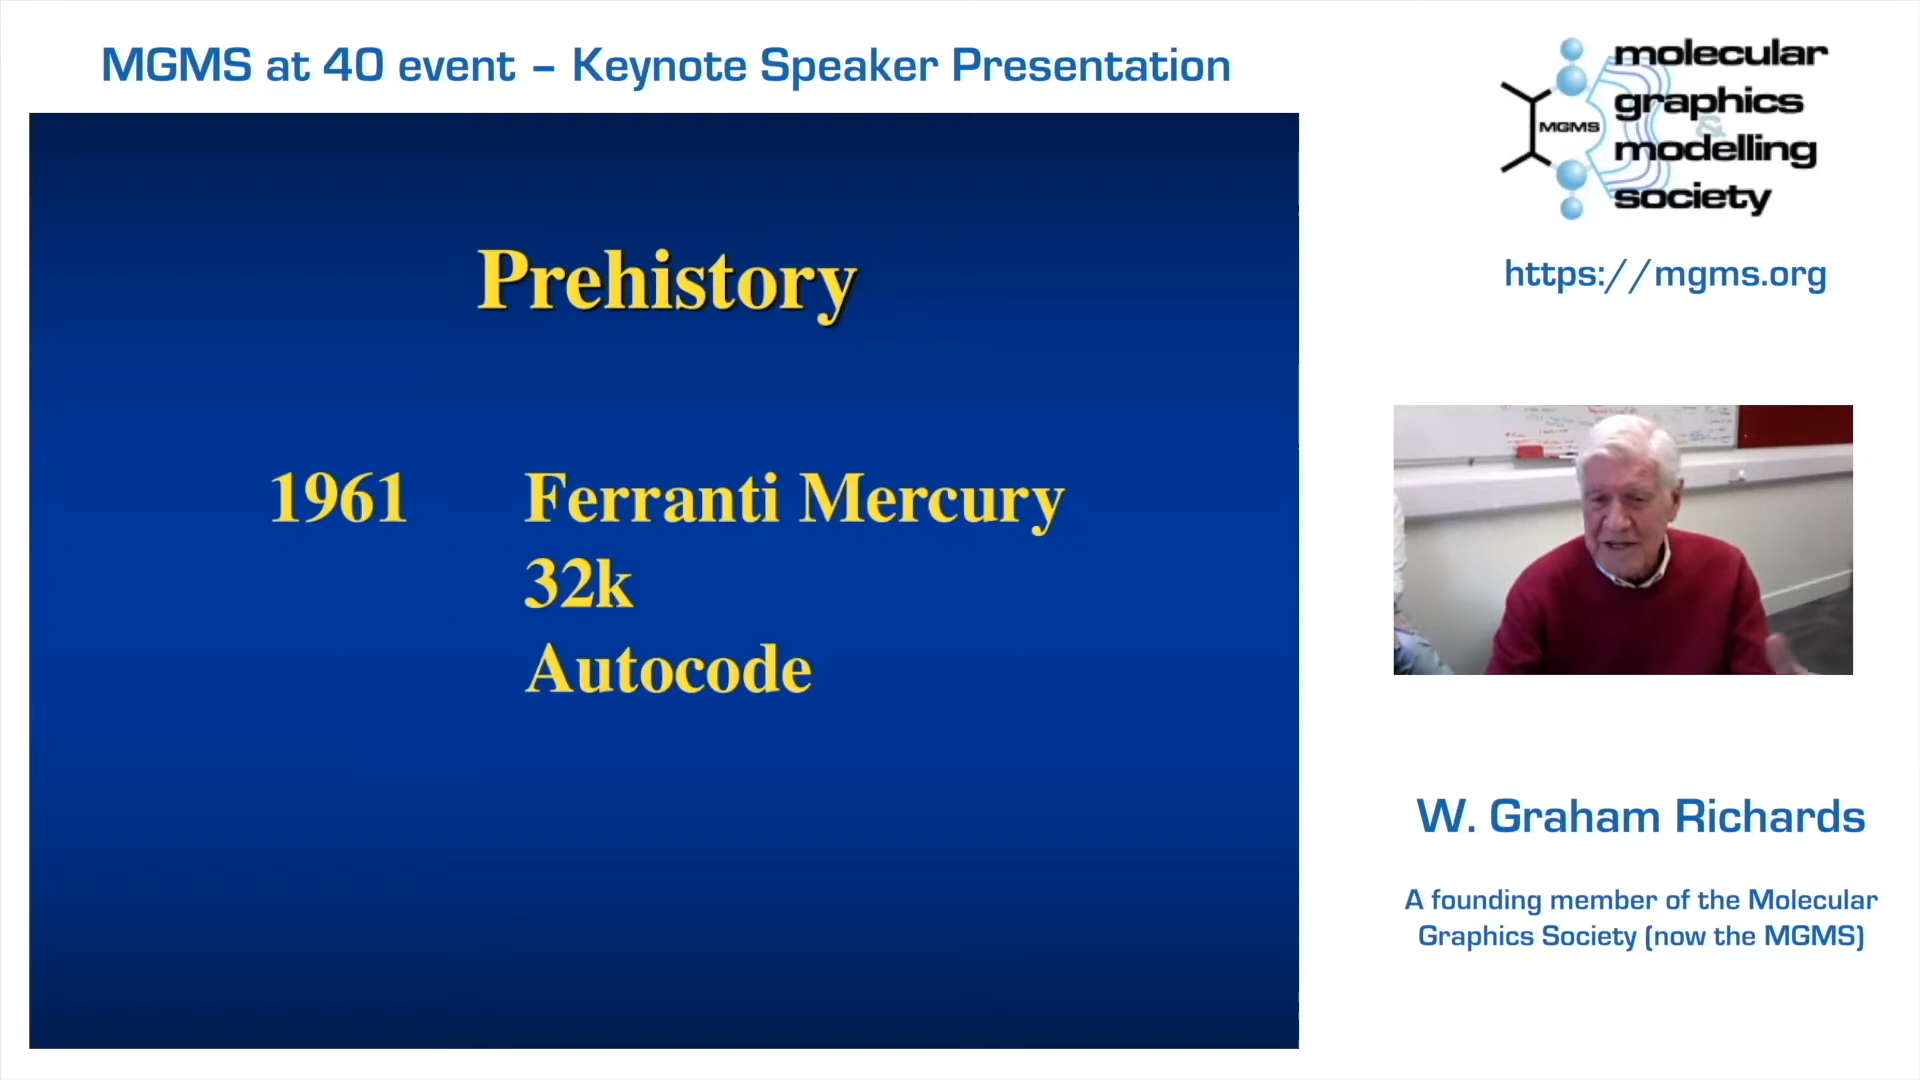 MGMS at 40 event – Keynote Speaker Presentation
Prehistory
1961 Ferranti Mercury
32k
Autocode
MGMS
molecular
graphics
&
modelling
society
https://mgms.org
W. Graham Richards
A founding member of the Molecular
Graphics Society (now the MGMS)